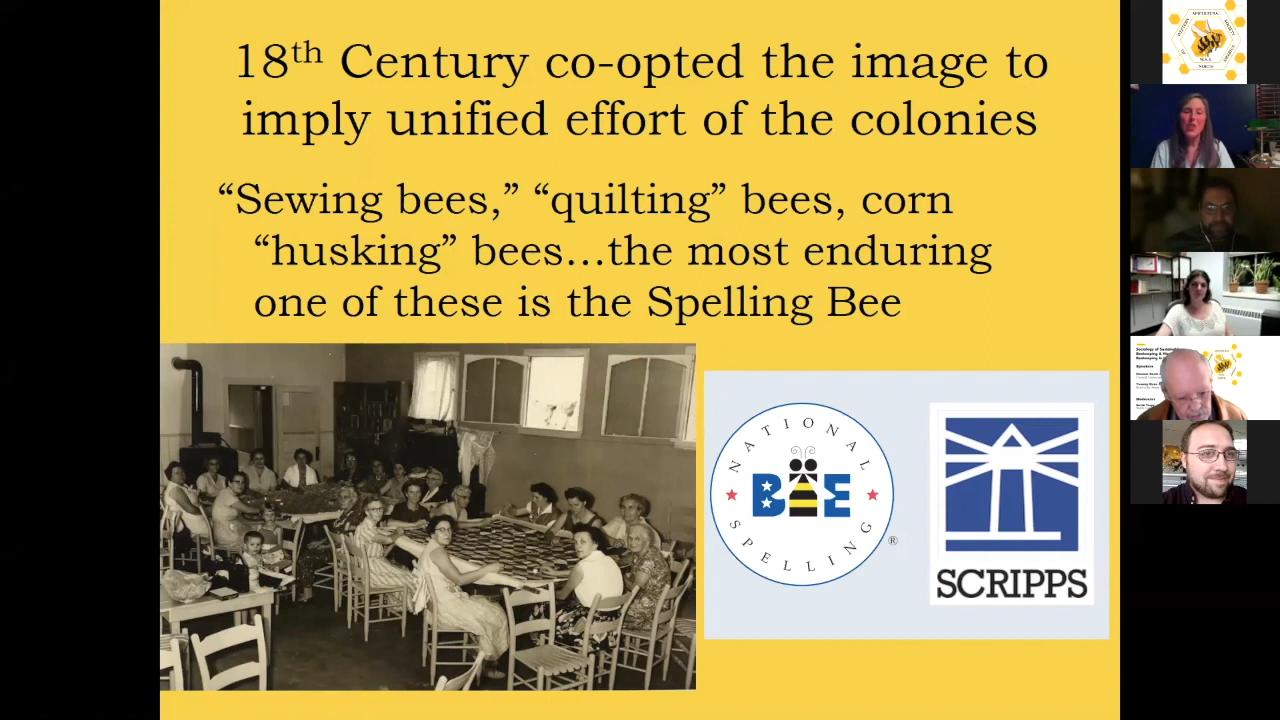 18th Century co-opted the image to
imply unified effort of the colonies
“Sewing bees,” “quilting” bees, corn
“husking” bees…the most enduring
one of these is the Spelling Bee
NATIONAL
BEE
SPELLING
®
SCRIPPS
Speakers